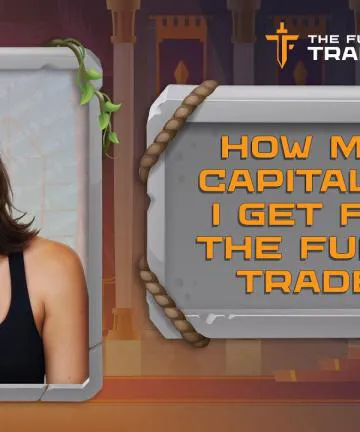 THE FU
TRA
HOW M
CAPITAL
I GET F
THE FU
TRADE